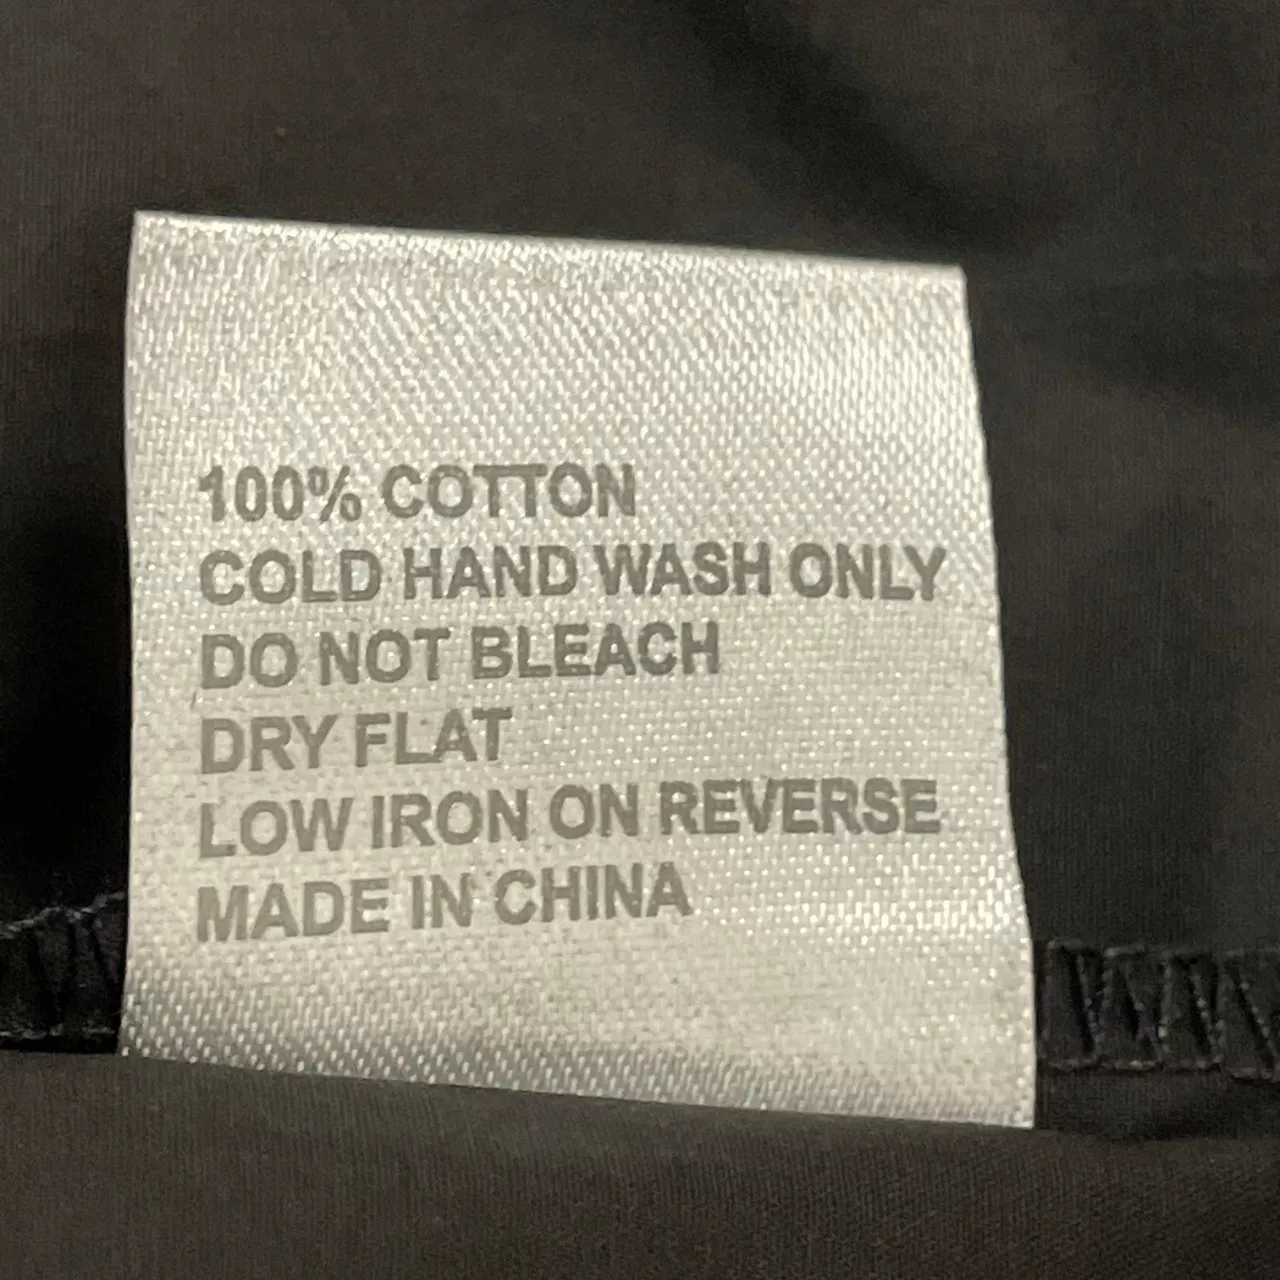 100% COTTON
COLD HAND WASH ONLY
DO NOT BLEACH
DRY FLAT
LOW IRON ON REVERSE
MADE IN CHINA